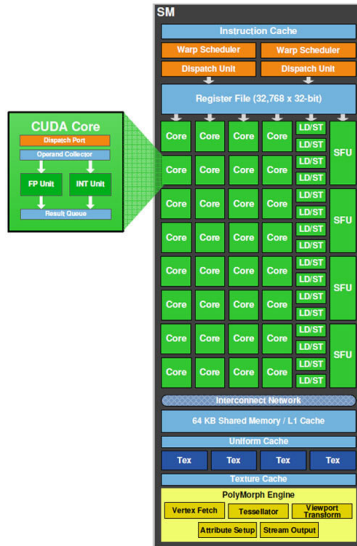 SM
Instruction Cache
Warp Scheduler Warp Scheduler
Dispatch Unit Dispatch Unit
Register File (32,768 x 32-bit)
CUDA Core
Dispatch Port
Operand Collector
FP Unit INT Unit
Result Queue
Core Core Core Core LD/ST LD/ST SFU
Core Core Core Core LD/ST LD/ST
Core Core Core Core LD/ST LD/ST SFU
Core Core Core Core LD/ST LD/ST
Core Core Core Core LD/ST LD/ST SFU
Core Core Core Core LD/ST LD/ST
Core Core Core Core LD/ST LD/ST SFU
Core Core Core Core LD/ST LD/ST
Interconnect Network
64 KB Shared Memory / L1 Cache
Uniform Cache
Tex Tex Tex Tex
Texture Cache
PolyMorph Engine
Vertex Fetch Tessellator Viewport Transform
Attribute Setup Stream Output